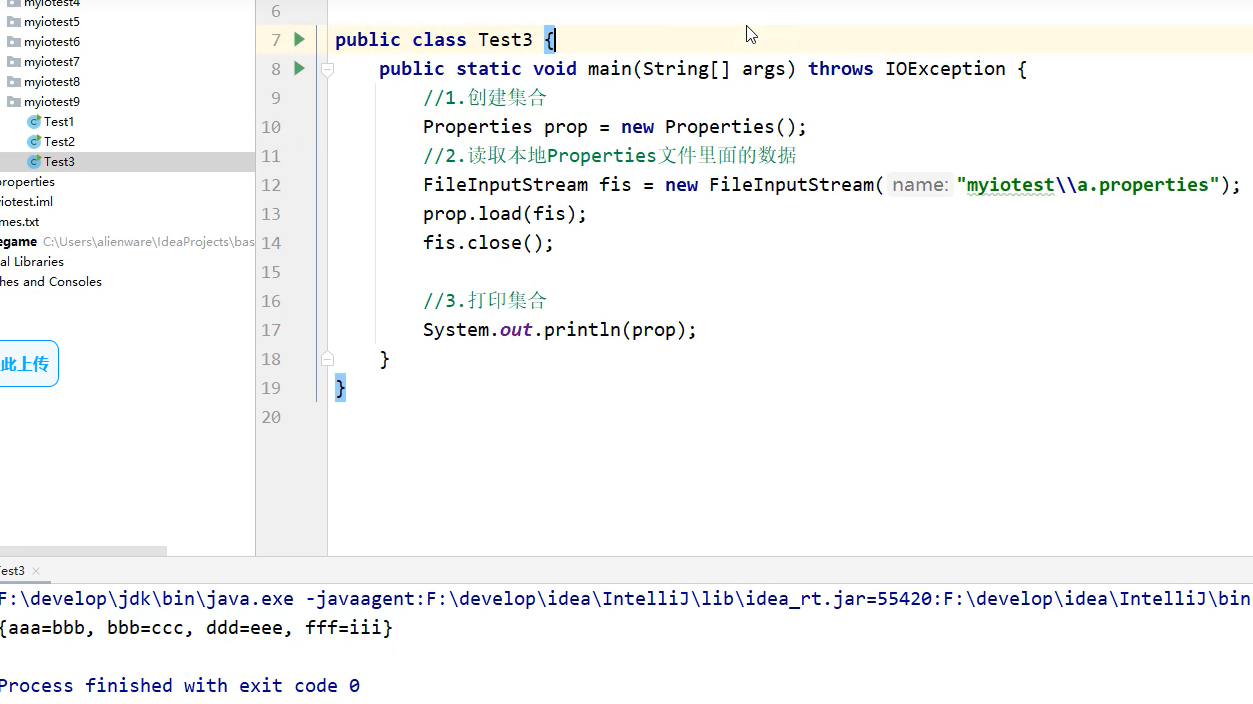 myiotest4
myiotest5
myiotest6
myiotest7
myiotest8
myiotest9
Test1
Test2
Test3
properties
iotest.iml
mes.txt
egame C:\Users\alienware\IdeaProjects\bas
al Libraries
hes and Consoles
此上传
6
7 public class Test3 {
8 public static void main(String[] args) throws IOException {
9 //1.创建集合
10 Properties prop = new Properties();
11 //2.读取本地Properties文件里面的数据
12 FileInputStream fis = new FileInputStream( name: "myiotest\\a.properties");
13 prop.load(fis);
14 fis.close();
15
16 //3.打印集合
17 System.out.println(prop);
18 }
19 }
20
est3
F:\develop\jdk\bin\java.exe -javaagent:F:\develop\idea\IntelliJ\lib\idea_rt.jar=55420:F:\develop\idea\IntelliJ\bin
{aaa=bbb, bbb=ccc, ddd=eee, fff=iii}
Process finished with exit code 0